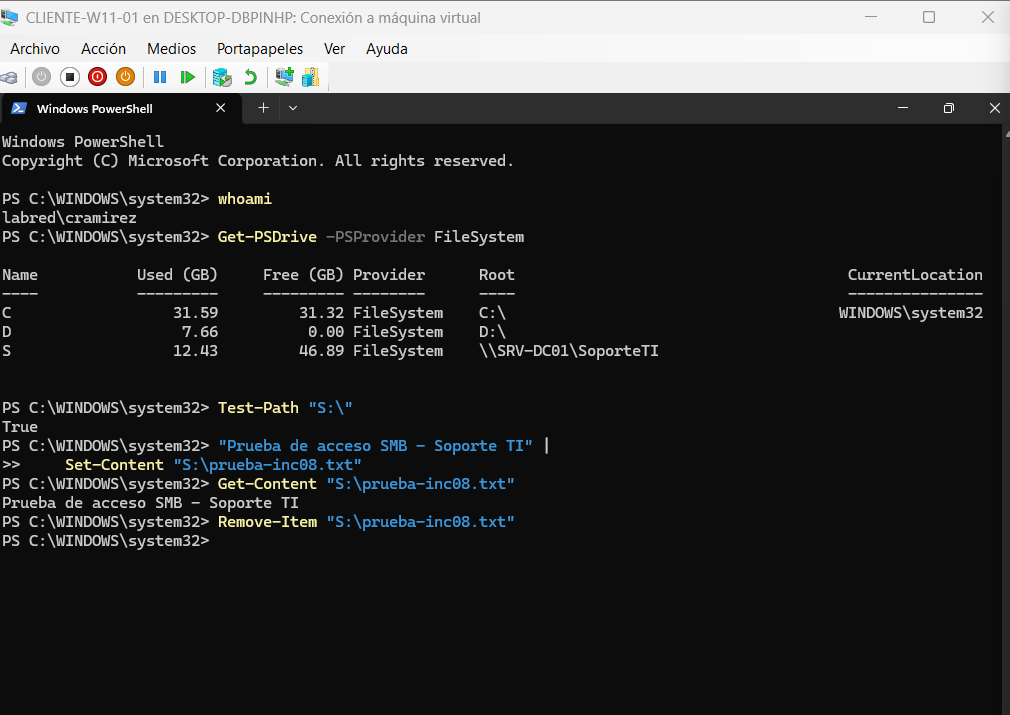 CLIENTE-W11-01 en DESKTOP-DBPINHP: Conexión a máquina virtual
Archivo Acción Medios Portapapeles Ver Ayuda
Windows PowerShell
Windows PowerShell
Copyright (C) Microsoft Corporation. All rights reserved.
PS C:\WINDOWS\system32> whoami
labred\cramirez
PS C:\WINDOWS\system32> Get-PSDrive -PSProvider FileSystem
Name Used (GB) Free (GB) Provider Root CurrentLocation
---- --------- --------- -------- ---- ---------------
C 31.59 31.32 FileSystem C:\ WINDOWS\system32
D 7.66 0.00 FileSystem D:\
S 12.43 46.89 FileSystem \\SRV-DC01\SoporteTI
PS C:\WINDOWS\system32> Test-Path "S:\"
True
PS C:\WINDOWS\system32> "Prueba de acceso SMB - Soporte TI" |
>> Set-Content "S:\prueba-inc08.txt"
PS C:\WINDOWS\system32> Get-Content "S:\prueba-inc08.txt"
Prueba de acceso SMB - Soporte TI
PS C:\WINDOWS\system32> Remove-Item "S:\prueba-inc08.txt"
PS C:\WINDOWS\system32>